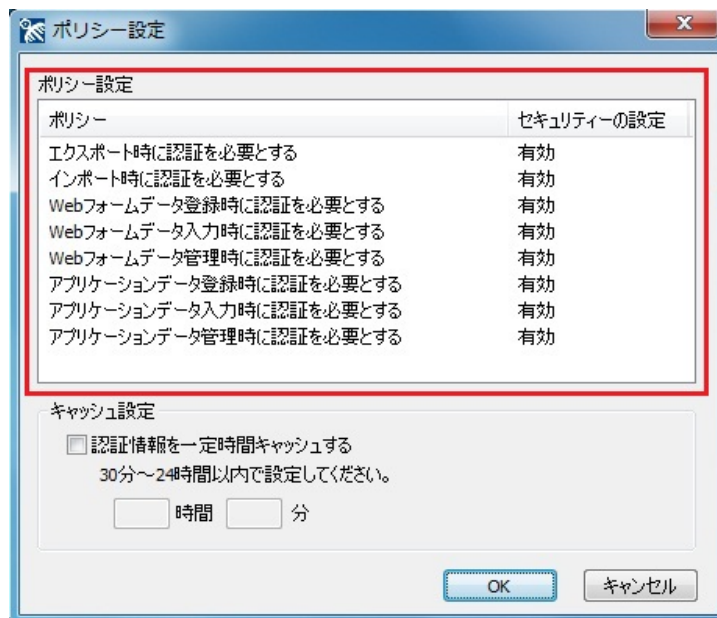 ポリシー設定
ポリシー設定
ポリシー セキュリティーの設定
エクスポート時に認証を必要とする 有効
インポート時に認証を必要とする 有効
Webフォームデータ登録時に認証を必要とする 有効
Webフォームデータ入力時に認証を必要とする 有効
Webフォームデータ管理時に認証を必要とする 有効
アプリケーションデータ登録時に認証を必要とする 有効
アプリケーションデータ入力時に認証を必要とする 有効
アプリケーションデータ管理時に認証を必要とする 有効
キャッシュ設定
認証情報を一定時間キャッシュする
30分～24時間以内で設定してください。
時間 分
OK キャンセル